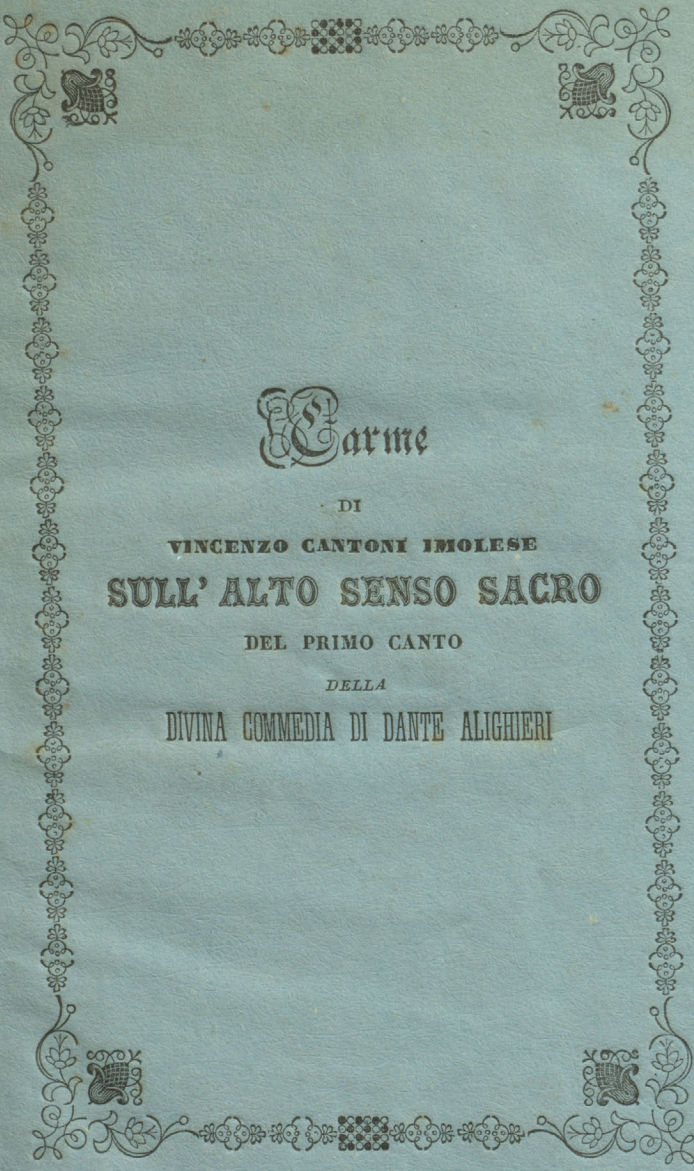 Carme
DI
VINCENZO CANTONI IMOLESE
SULL' ALTO SENSO SACRO
DEL PRIMO CANTO
DELLA
DIVINA COMMEDIA DI DANTE ALIGHIERI